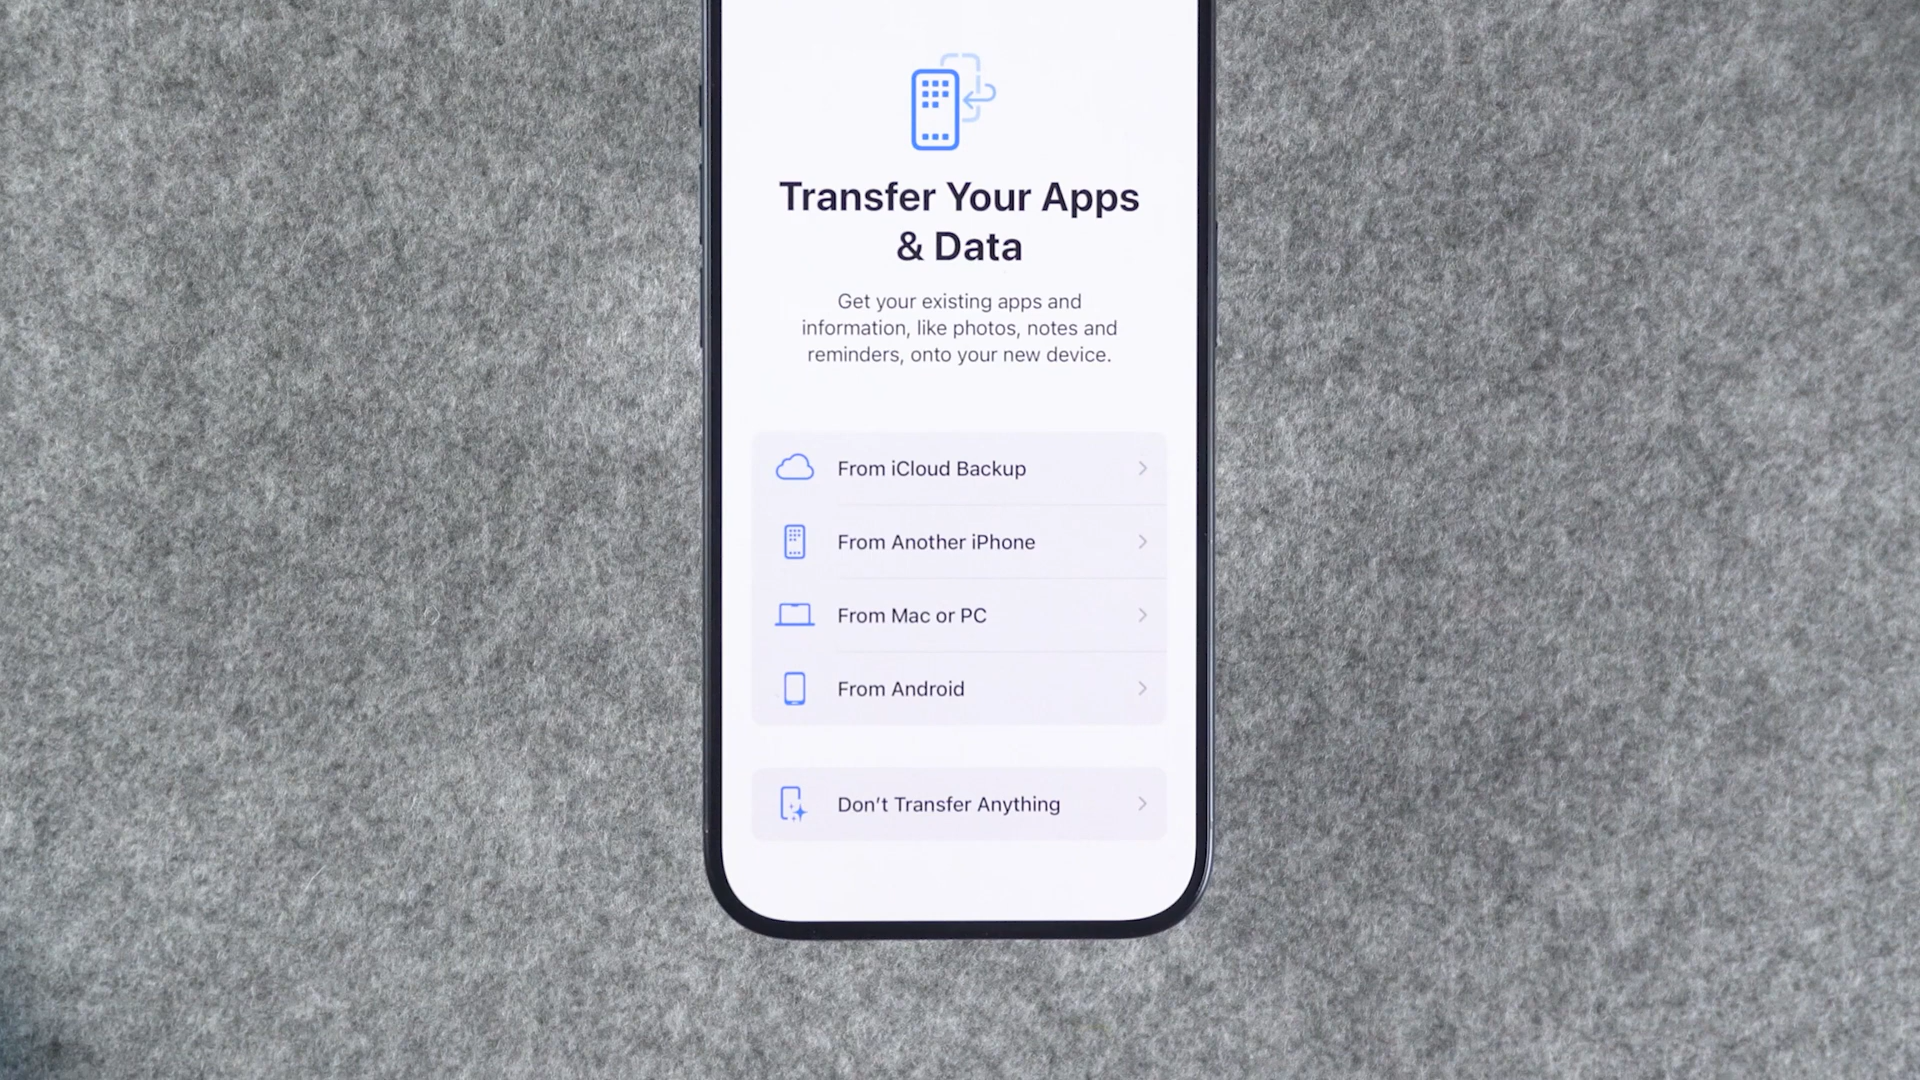 Transfer Your Apps
& Data
Get your existing apps and
information, like photos, notes and
reminders, onto your new device.
From iCloud Backup
From Another iPhone
From Mac or PC
From Android
Don’t Transfer Anything